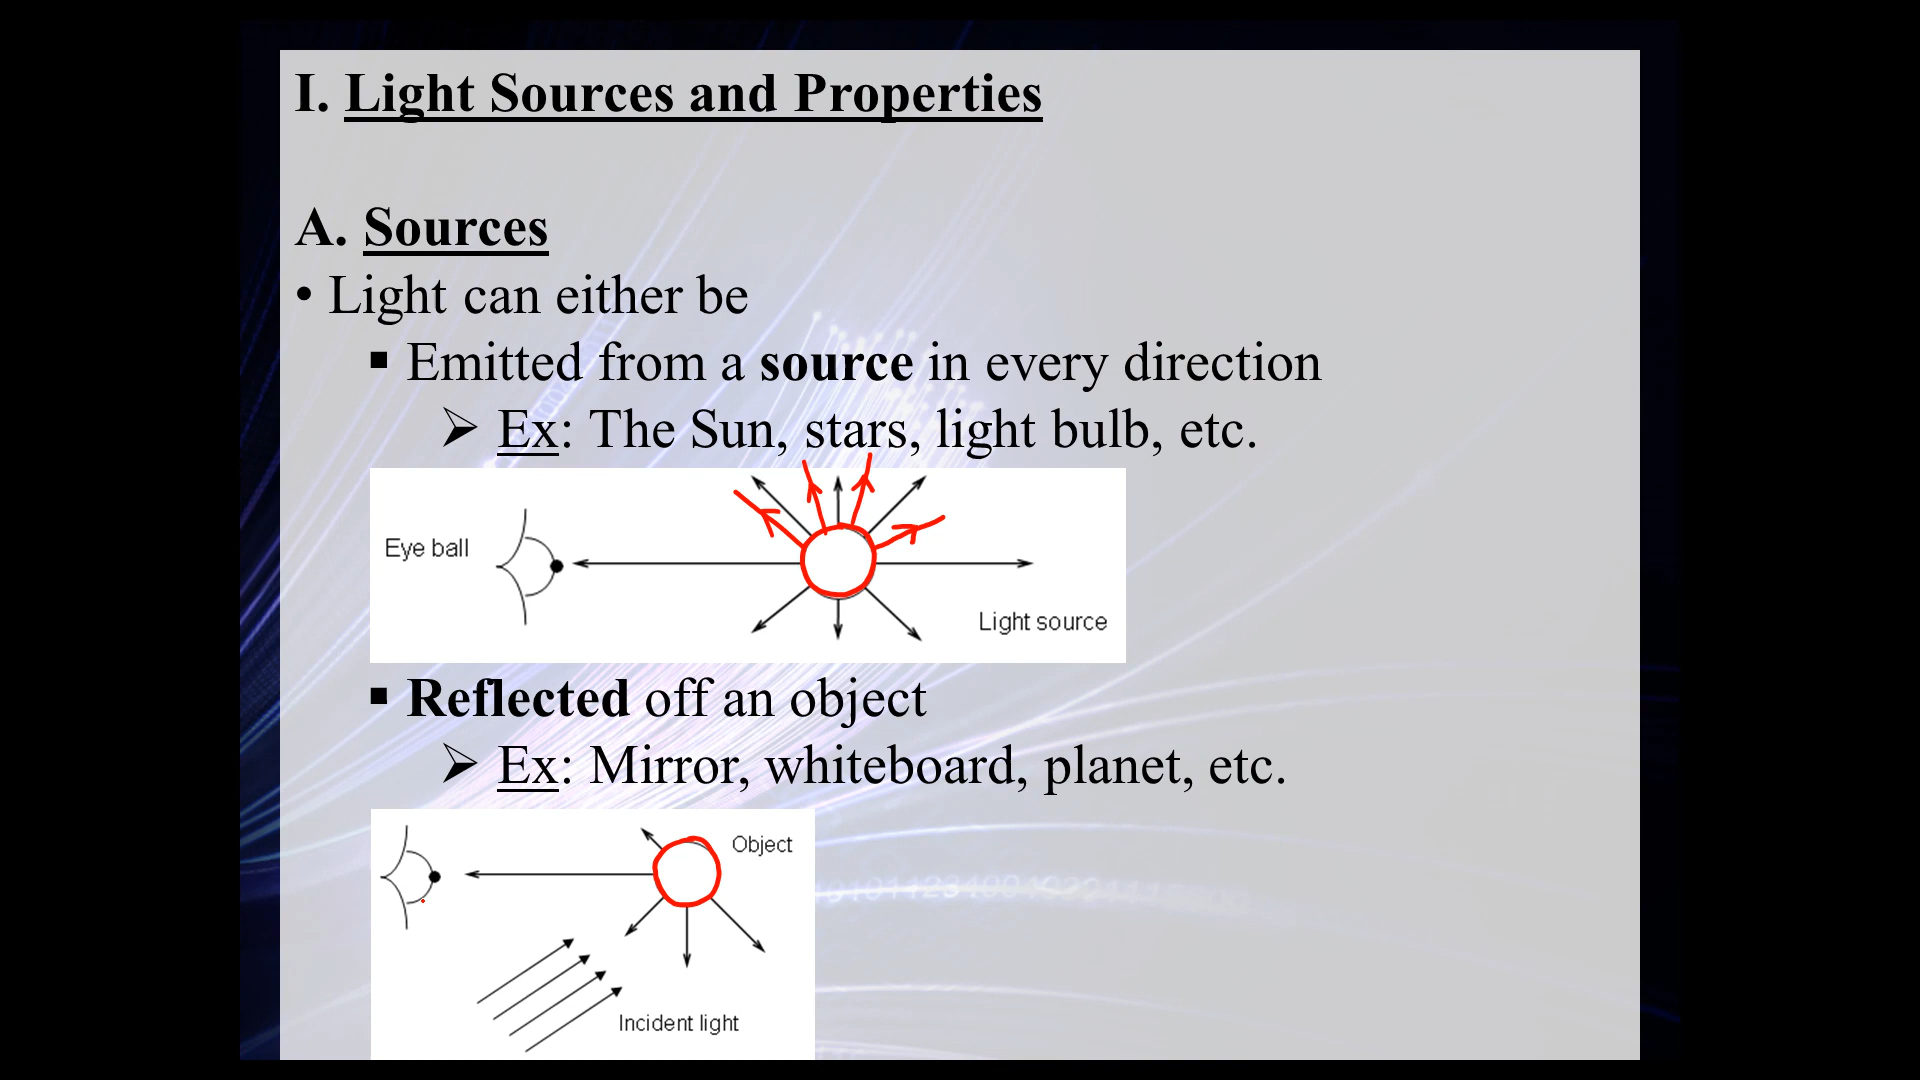 I. Light Sources and Properties
A. Sources
• Light can either be
▪ Emitted from a source in every direction
➢ Ex: The Sun, stars, light bulb, etc.
Eye ball
Light source
▪ Reflected off an object
➢ Ex: Mirror, whiteboard, planet, etc.
Object
Incident light